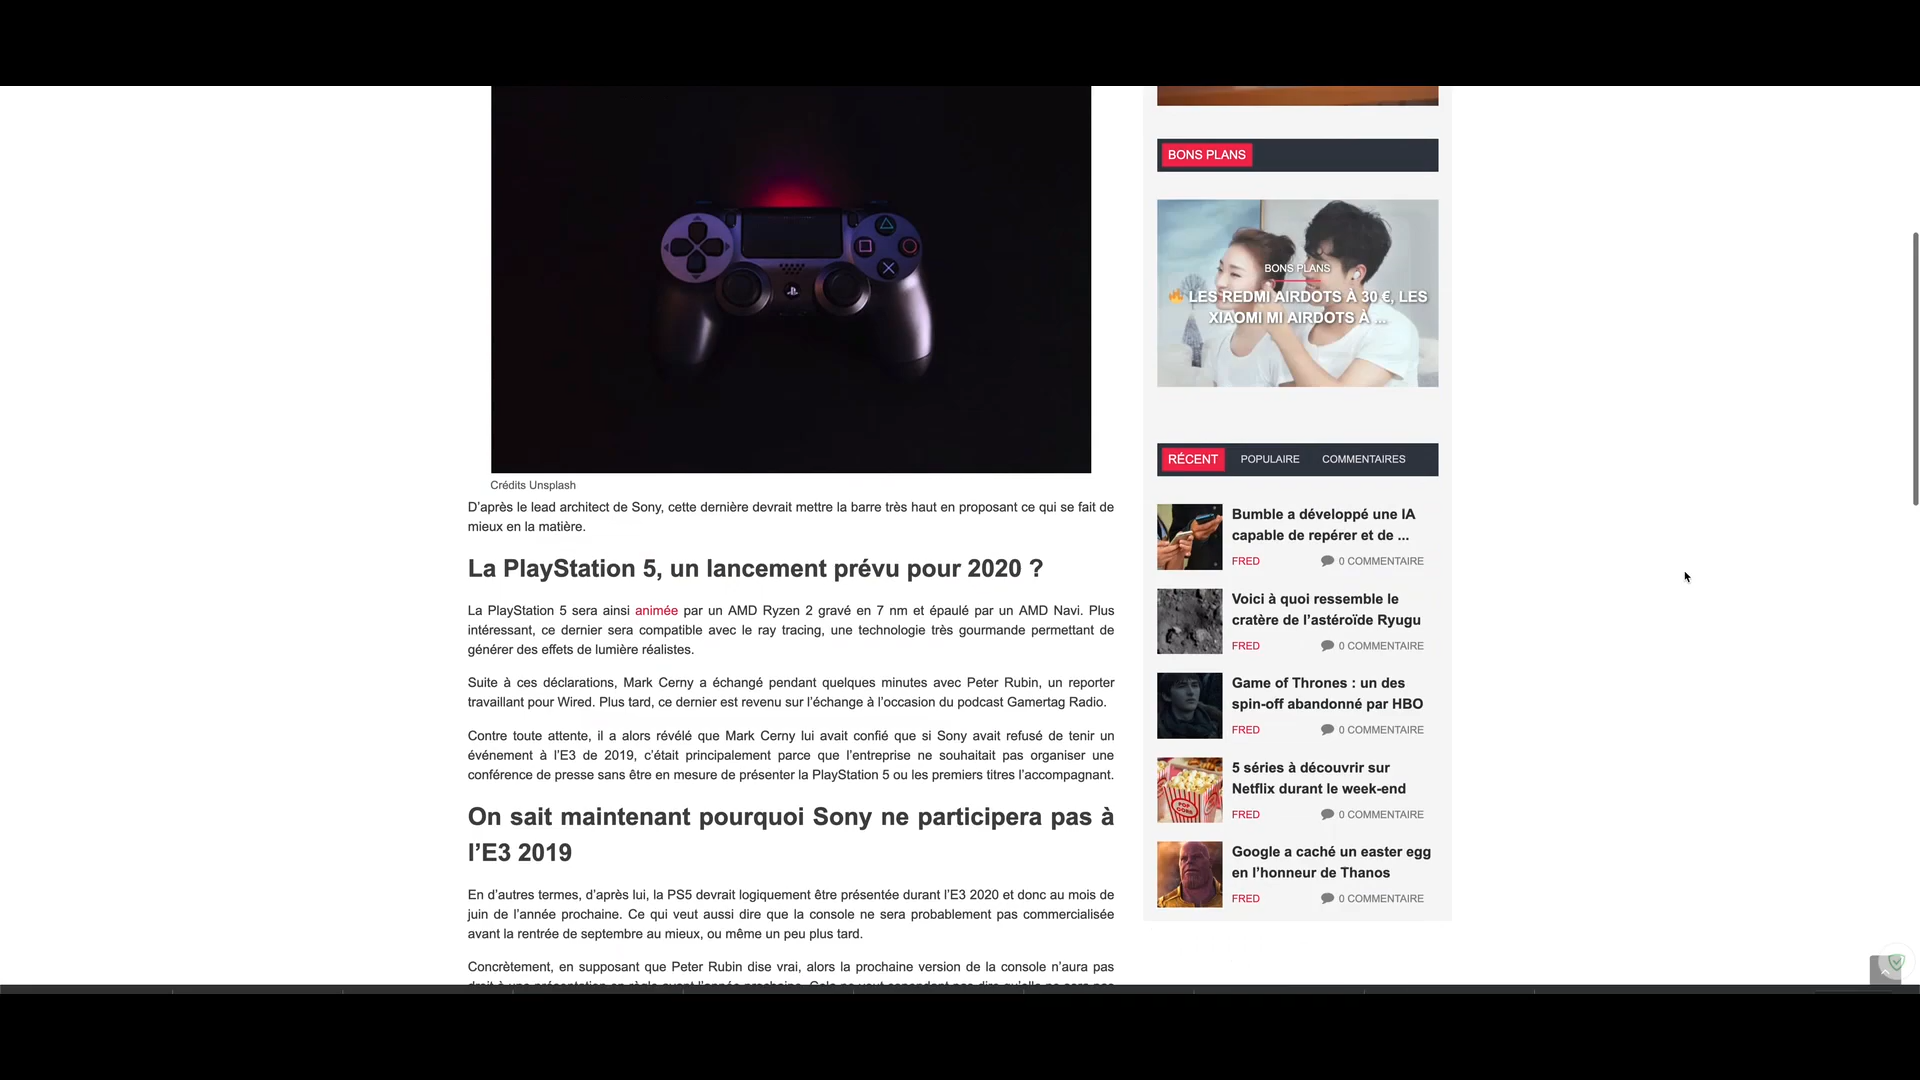 Crédits Unsplash
D’après le lead architect de Sony, cette dernière devrait mettre la barre très haut en proposant ce qui se fait de
mieux en la matière.
La PlayStation 5, un lancement prévu pour 2020 ?
La PlayStation 5 sera ainsi animée par un AMD Ryzen 2 gravé en 7 nm et épaulé par un AMD Navi. Plus
intéressant, ce dernier sera compatible avec le ray tracing, une technologie très gourmande permettant de
générer des effets de lumière réalistes.
Suite à ces déclarations, Mark Cerny a échangé pendant quelques minutes avec Peter Rubin, un reporter
travaillant pour Wired. Plus tard, ce dernier est revenu sur l’échange à l’occasion du podcast Gamertag Radio.
Contre toute attente, il a alors révélé que Mark Cerny lui avait confié que si Sony avait refusé de tenir un
événement à l’E3 de 2019, c’était principalement parce que l’entreprise ne souhaitait pas organiser une
conférence de presse sans être en mesure de présenter la PlayStation 5 ou les premiers titres l’accompagnant.
On sait maintenant pourquoi Sony ne participera pas à
l’E3 2019
En d’autres termes, d’après lui, la PS5 devrait logiquement être présentée durant l’E3 2020 et donc au mois de
juin de l’année prochaine. Ce qui veut aussi dire que la console ne sera probablement pas commercialisée
avant la rentrée de septembre au mieux, ou même un peu plus tard.
Concrètement, en supposant que Peter Rubin dise vrai, alors la prochaine version de la console n’aura pas
BONS PLANS
BONS PLANS
🔥 LES REDMI AIRDOTS À 30 €, LES
XIAOMI MI AIRDOTS À ...
RÉCENT POPULAIRE COMMENTAIRES
Bumble a développé une IA
capable de repérer et de ...
FRED 0 COMMENTAIRE
Voici à quoi ressemble le
cratère de l’astéroïde Ryugu
FRED 0 COMMENTAIRE
Game of Thrones : un des
spin-off abandonné par HBO
FRED 0 COMMENTAIRE
5 séries à découvrir sur
Netflix durant le week-end
FRED 0 COMMENTAIRE
Google a caché un easter egg
en l’honneur de Thanos
FRED 0 COMMENTAIRE